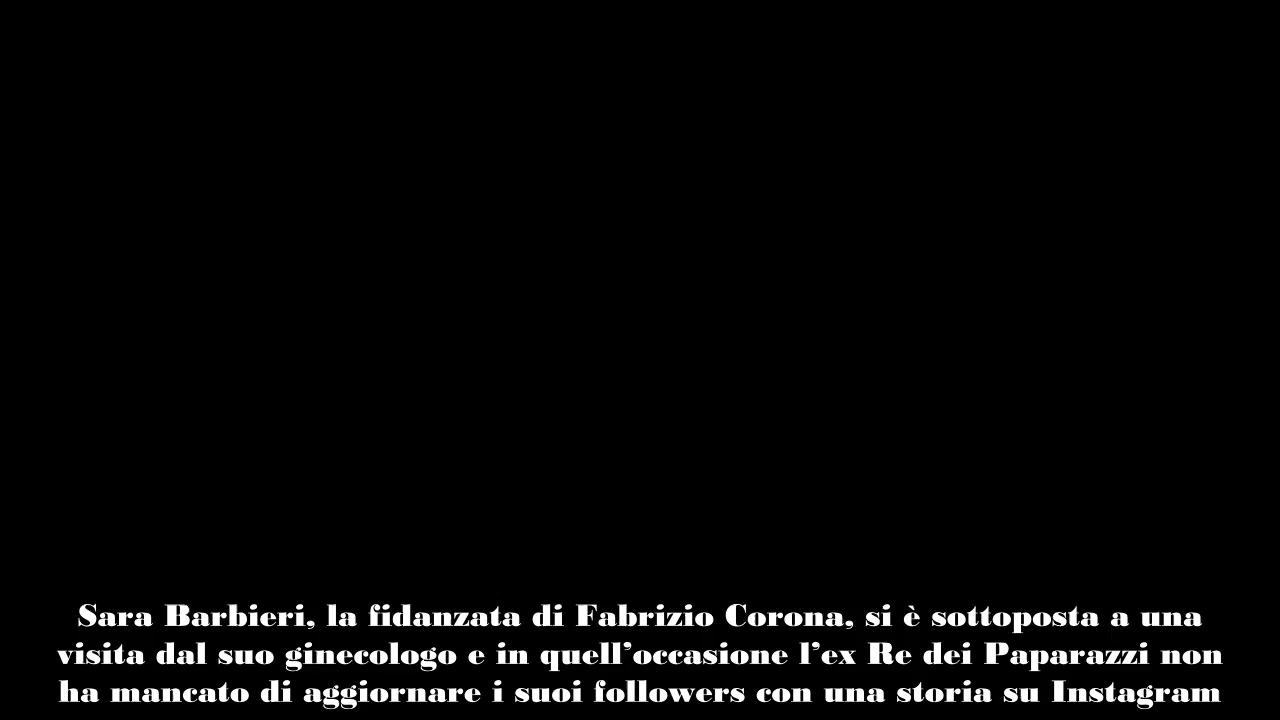 Sara Barbieri, la fidanzata di Fabrizio Corona, si è sottoposta a una
visita dal suo ginecologo e in quell’occasione l’ex Re dei Paparazzi non
ha mancato di aggiornare i suoi followers con una storia su Instagram